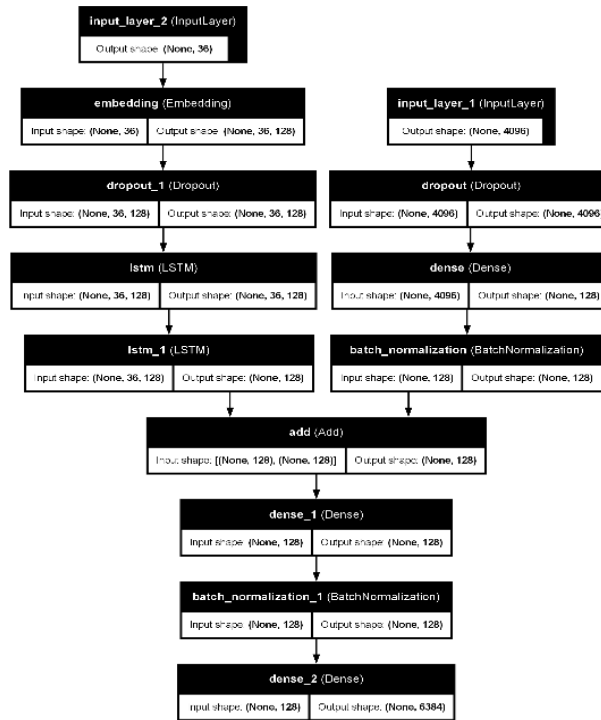 input_layer_2 (InputLayer)
Output shape: (None, 36)
embedding (Embedding)
Input shape: (None, 36) Output shape: (None, 36, 128)
input_layer_1 (InputLayer)
Output shape: (None, 4096)
dropout_1 (Dropout)
Input shape: (None, 36, 128) Output shape: (None, 36, 128)
dropout (Dropout)
Input shape: (None, 4096) Output shape: (None, 4096)
lstm (LSTM)
Input shape: (None, 36, 128) Output shape: (None, 36, 128)
dense (Dense)
Input shape: (None, 4096) Output shape: (None, 128)
lstm_1 (LSTM)
Input shape: (None, 36, 128) Output shape: (None, 128)
batch_normalization (BatchNormalization)
Input shape: (None, 128) Output shape: (None, 128)
add (Add)
Input shape: [(None, 128), (None, 128)] Output shape: (None, 128)
dense_1 (Dense)
Input shape: (None, 128) Output shape: (None, 128)
batch_normalization_1 (BatchNormalization)
Input shape: (None, 128) Output shape: (None, 128)
dense_2 (Dense)
Input shape: (None, 128) Output shape: (None, 6384)